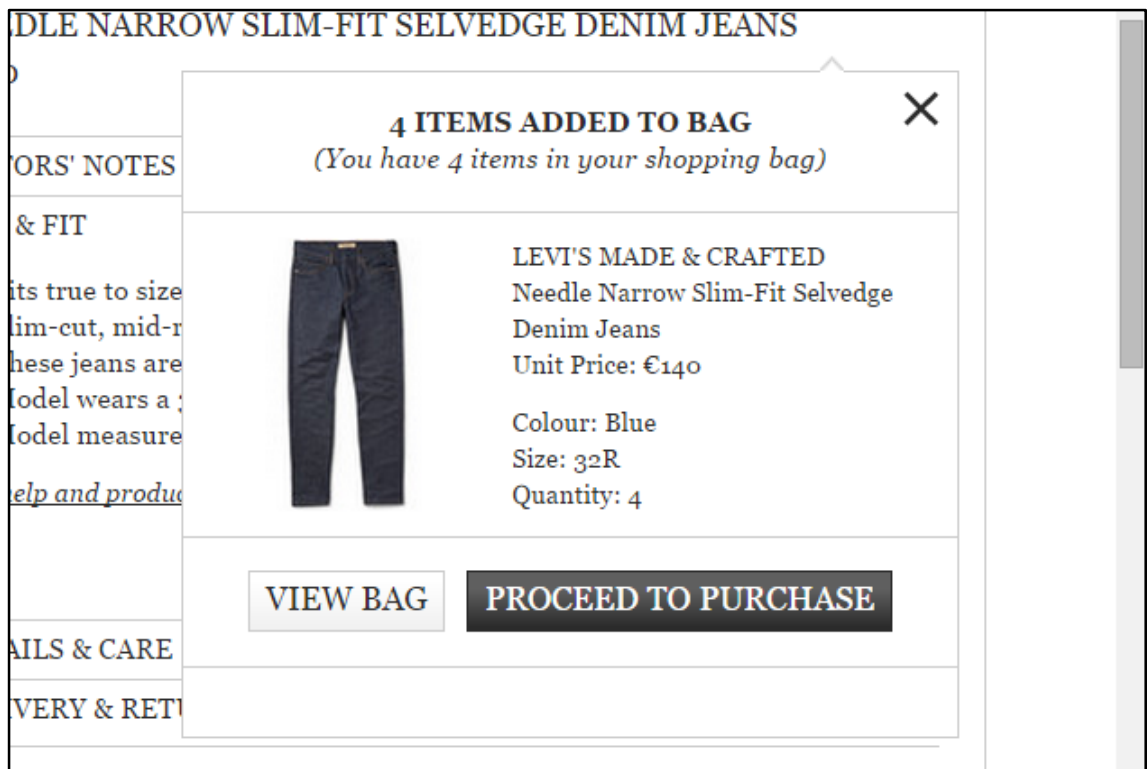 EDLE NARROW SLIM-FIT SELVEDGE DENIM JEANS
4 ITEMS ADDED TO BAG
(You have 4 items in your shopping bag)
ORS' NOTES
& FIT
its true to size
lim-cut, mid-r
hese jeans are
odel wears a
odel measure
elp and produc
LEVI'S MADE & CRAFTED
Needle Narrow Slim-Fit Selvedge
Denim Jeans
Unit Price: €140
Colour: Blue
Size: 32R
Quantity: 4
VIEW BAG
PROCEED TO PURCHASE
AILS & CARE
VERY & RETU